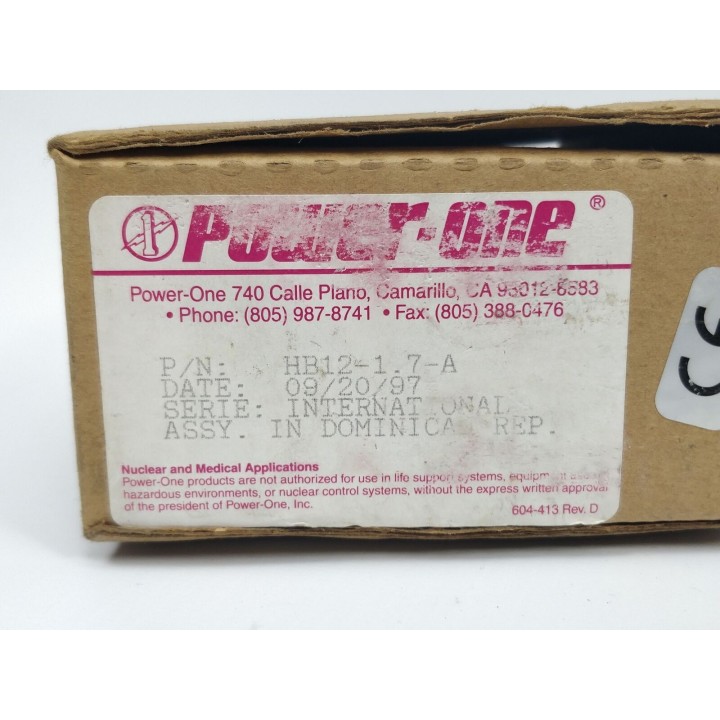 Power-One ®
Power-One 740 Calle Plano, Camarillo, CA 93012-8583
• Phone: (805) 987-8741 • Fax: (805) 388-0476
P/N: HB12-1.7-A
DATE: 09/20/97
SERIE: INTERNATIONAL
ASSY. IN DOMINICAN REP.
Nuclear and Medical Applications
Power-One products are not authorized for use in life support systems, equipment used in
hazardous environments, or nuclear control systems, without the express written approval
of the president of Power-One, Inc.
604-413 Rev. D
CE